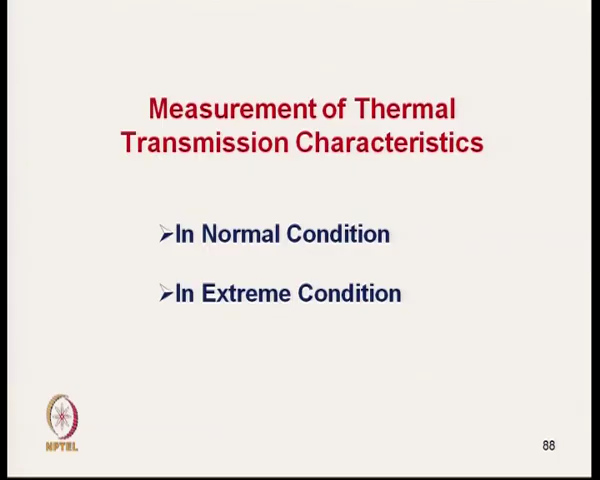 Measurement of Thermal
Transmission Characteristics
➢In Normal Condition
➢In Extreme Condition
NPTEL
88